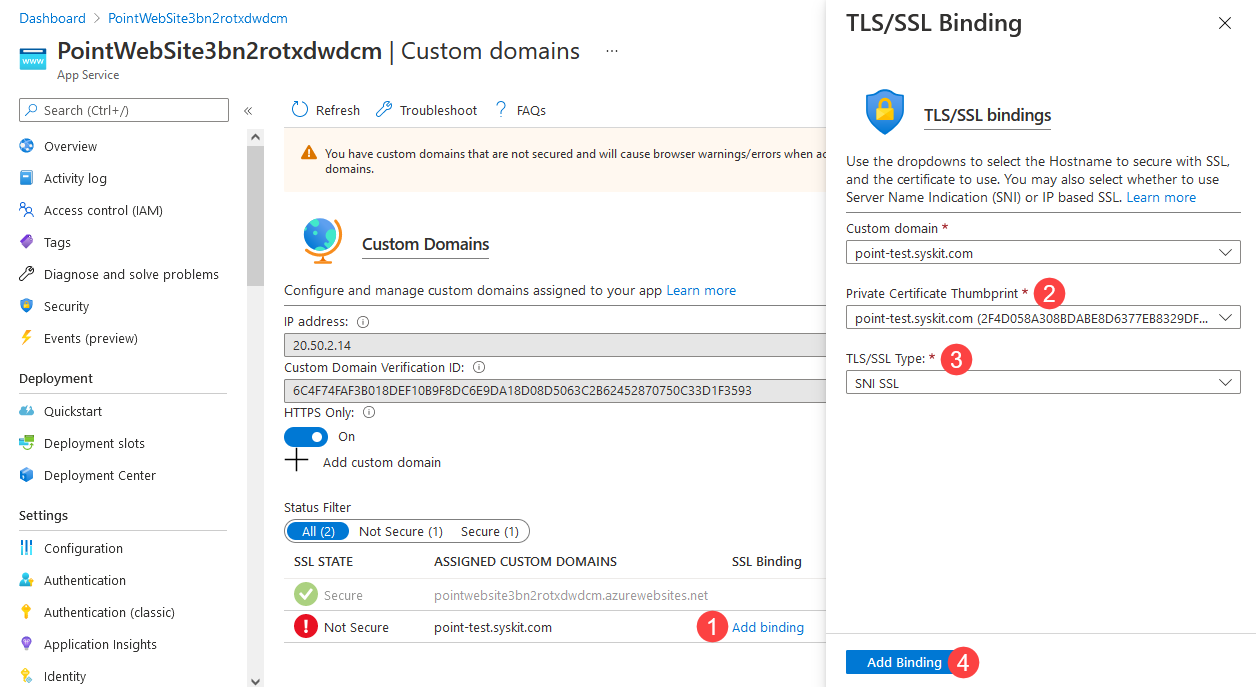 Dashboard > PointWebSite3bn2rotxdwdcm
PointWebSite3bn2rotxdwdcm | Custom domains ...
App Service
Search (Ctrl+/)
«
Overview
Activity log
Access control (IAM)
Tags
Diagnose and solve problems
Security
Events (preview)
Deployment
Quickstart
Deployment slots
Deployment Center
Settings
Configuration
Authentication
Authentication (classic)
Application Insights
Identity
Refresh Troubleshoot ? FAQs
You have custom domains that are not secured and will cause browser warnings/errors when ac
domains.
www
Custom Domains
Configure and manage custom domains assigned to your app Learn more
IP address:
20.50.2.14
Custom Domain Verification ID:
6C4F74FAF3B018DEF10B9F8DC6E9DA18D08D5063C2B62452870750C33D1F3593
HTTPS Only:
On
Add custom domain
Status Filter
All (2) Not Secure (1) Secure (1)
SSL STATE ASSIGNED CUSTOM DOMAINS SSL Binding
Secure pointwebsite3bn2rotxdwdcm.azurewebsites.net
Not Secure point-test.syskit.com 1 Add binding
TLS/SSL Binding
TLS/SSL bindings
Use the dropdowns to select the Hostname to secure with SSL,
and the certificate to use. You may also select whether to use
Server Name Indication (SNI) or IP based SSL. Learn more
Custom domain *
point-test.syskit.com
Private Certificate Thumbprint * 2
point-test.syskit.com (2F4D058A308BDABE8D6377EB8329DF...
TLS/SSL Type: * 3
SNI SSL
Add Binding 4